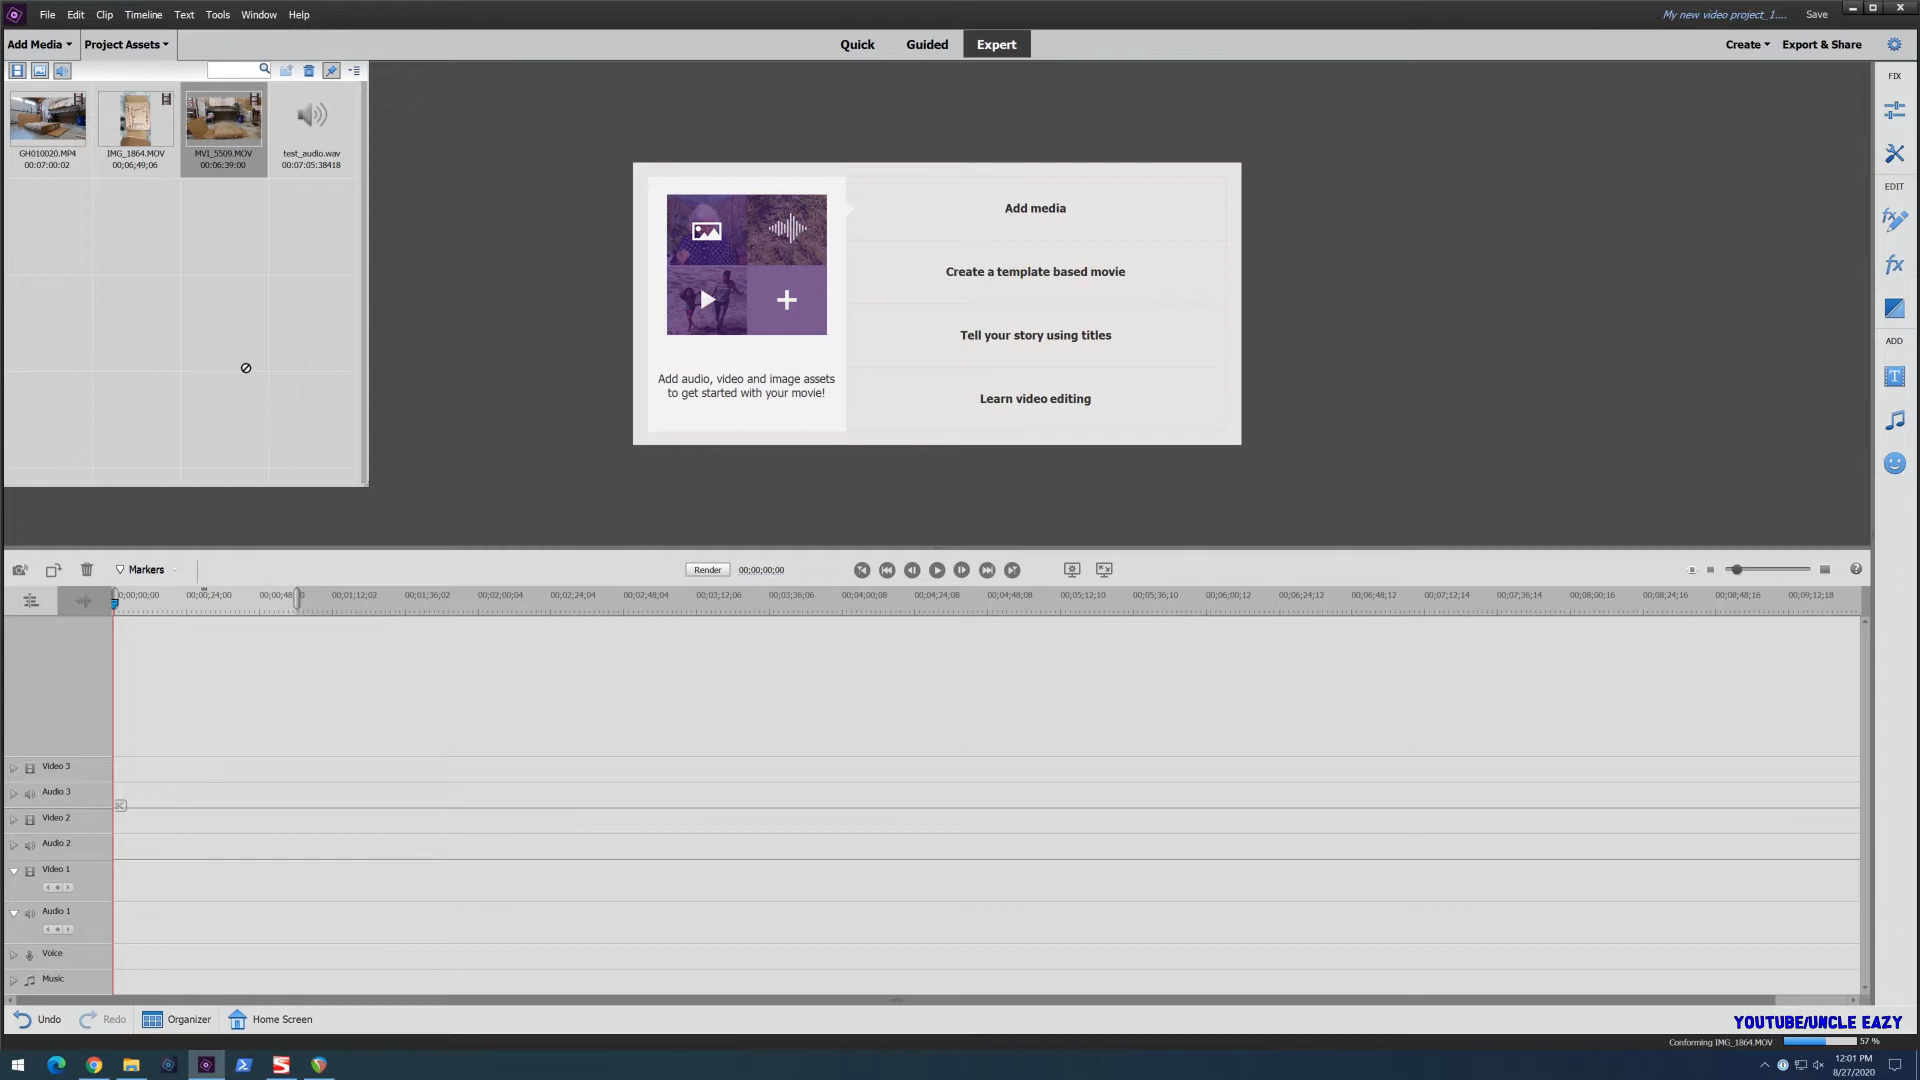 File Edit Clip Timeline Text Tools Window Help
My new video project_1.... Save
Add Media Project Assets
Quick Guided Expert
Create Export & Share
FIX
EDIT
ADD
GH010020.MP4 IMG_1864.MOV MVI_5509.MOV test_audio.wav
00:07:00:02 00;06;49;06 00:06:39:00 00:07:05:38418
Add media
Create a template based movie
Tell your story using titles
Learn video editing
Add audio, video and image assets
to get started with your movie!
Markers
Render 00;00;00;00
0;00;00;00 00;00;24;00 00;00;48; 00;01;12;02 00;01;36;02 00;02;00;04 00;02;24;04 00;02;48;04 00;03;12;06 00;03;36;06 00;04;00;08 00;04;24;08 00;04;48;08 00;05;12;10 00;05;36;10 00;06;00;12 00;06;24;12 00;06;48;12 00;07;12;14 00;07;36;14 00;08;00;16 00;08;24;16 00;08;48;16 00;09;12;18
Video 3
Audio 3
Video 2
Audio 2
Video 1
Audio 1
Voice
Music
Undo Redo Organizer Home Screen
YOUTUBE/UNCLE EAZY
Conforming IMG_1864.MOV 57 %
12:01 PM
8/27/2020